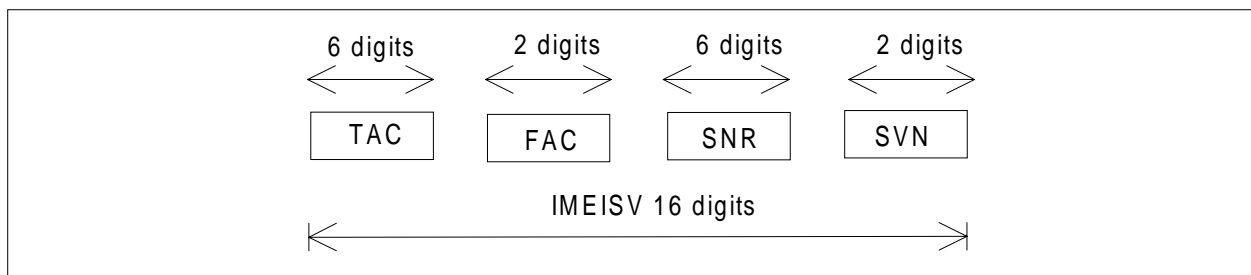 6 digits 2 digits 6 digits 2 digits
TAC FAC SNR SVN
IMEISV 16 digits